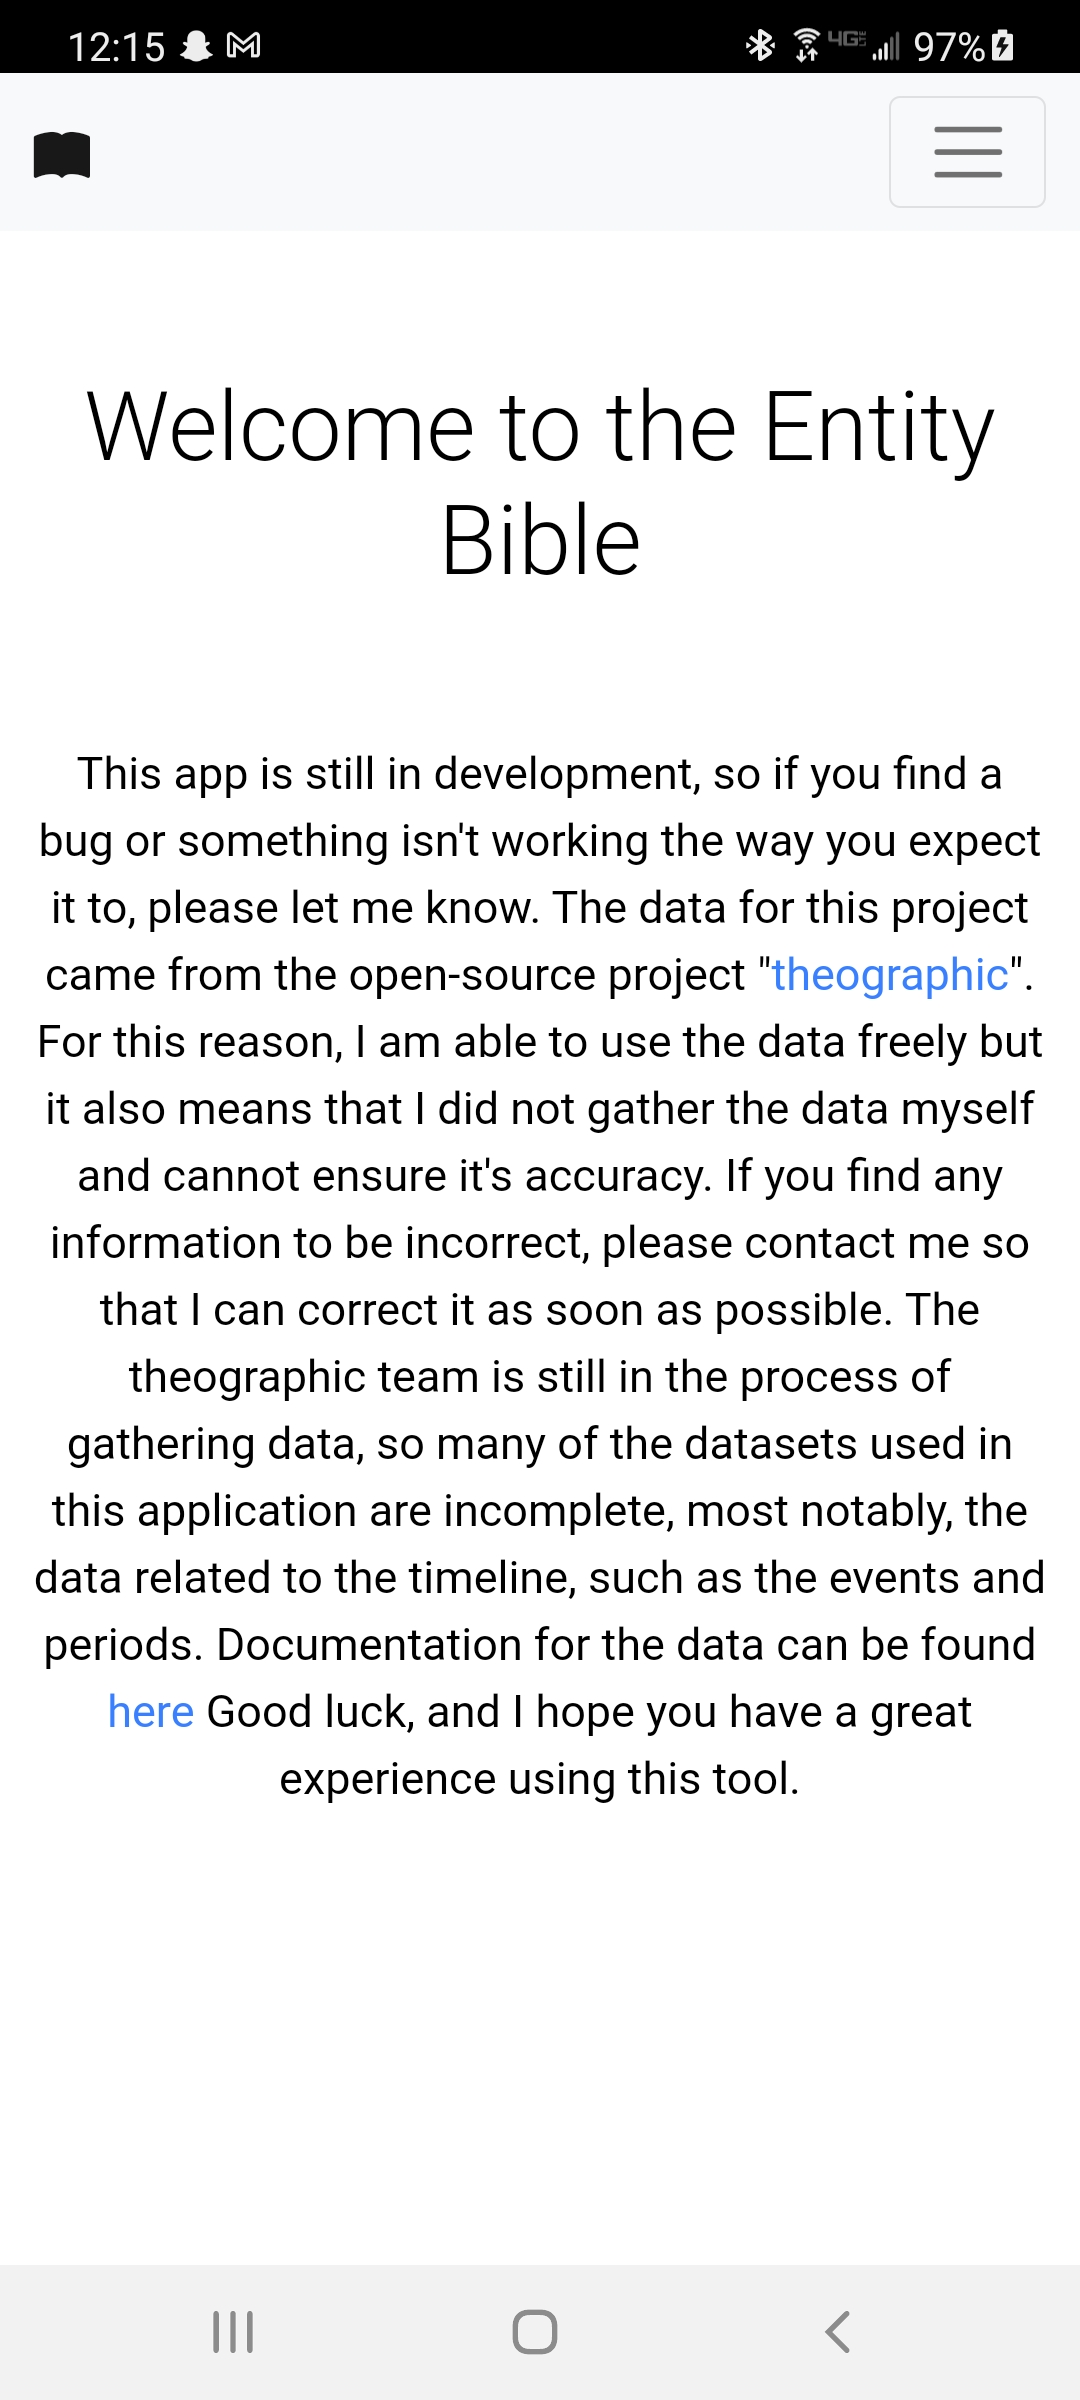 12:15 4G 97%
Welcome to the Entity
Bible
This app is still in development, so if you find a
bug or something isn't working the way you expect
it to, please let me know. The data for this project
came from the open-source project "theographic".
For this reason, I am able to use the data freely but
it also means that I did not gather the data myself
and cannot ensure it's accuracy. If you find any
information to be incorrect, please contact me so
that I can correct it as soon as possible. The
theographic team is still in the process of
gathering data, so many of the datasets used in
this application are incomplete, most notably, the
data related to the timeline, such as the events and
periods. Documentation for the data can be found
here Good luck, and I hope you have a great
experience using this tool.